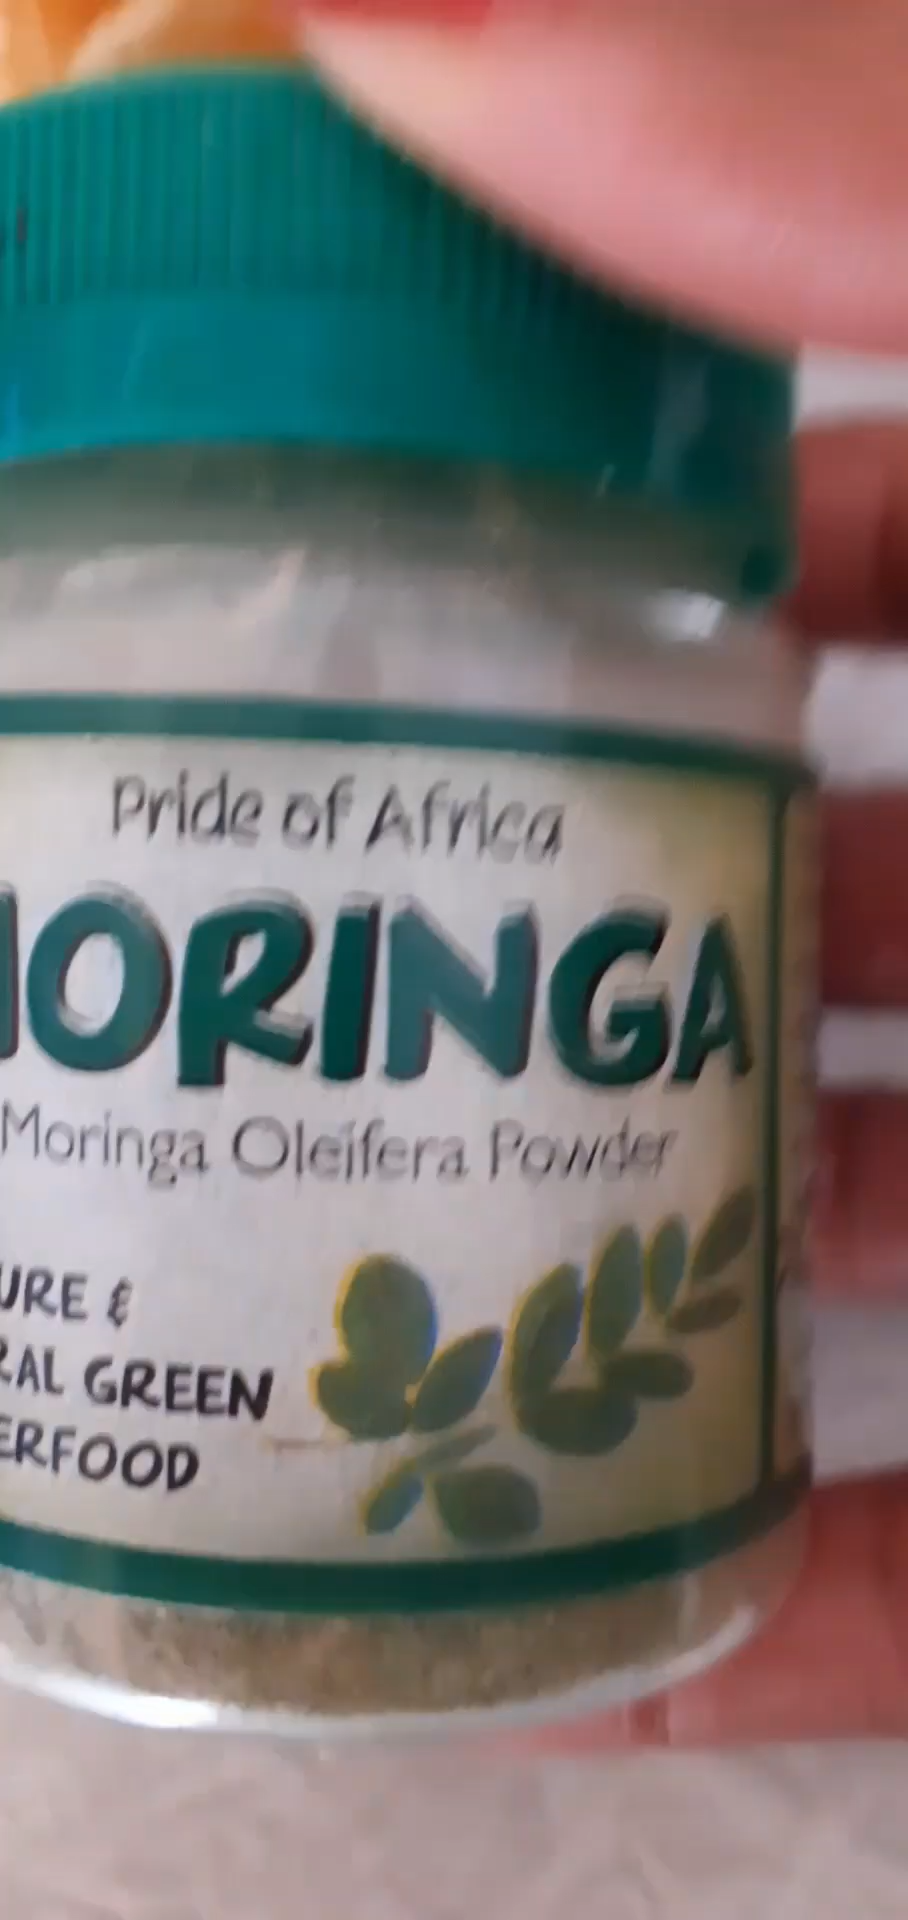 Pride of Africa
ORINGA
Moringa Oleifera Powder
URE &
RAL GREEN
ERFOOD